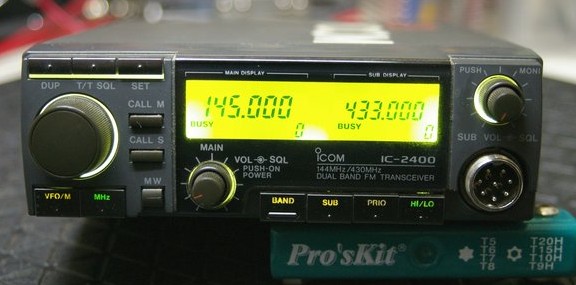 MAIN DISPLAY
SUB DISPLAY
PUSH
MONI
DUP
T/T SQL
SET
145.000
433.000
BUSY
0
BUSY
0
CALL M
CALL S
MAIN
VOL SQL
PUSH-ON
POWER
ICOM
IC-2400
144MHz/430MHz
DUAL BAND FM TRANSCEIVER
SUB VOL SQL
MW
VFO/M
MHz
BAND
SUB
PRIO
HI/LO
Pro'sKit®
T5
T6
T7
T8
T20H
T15H
T10H
T9H